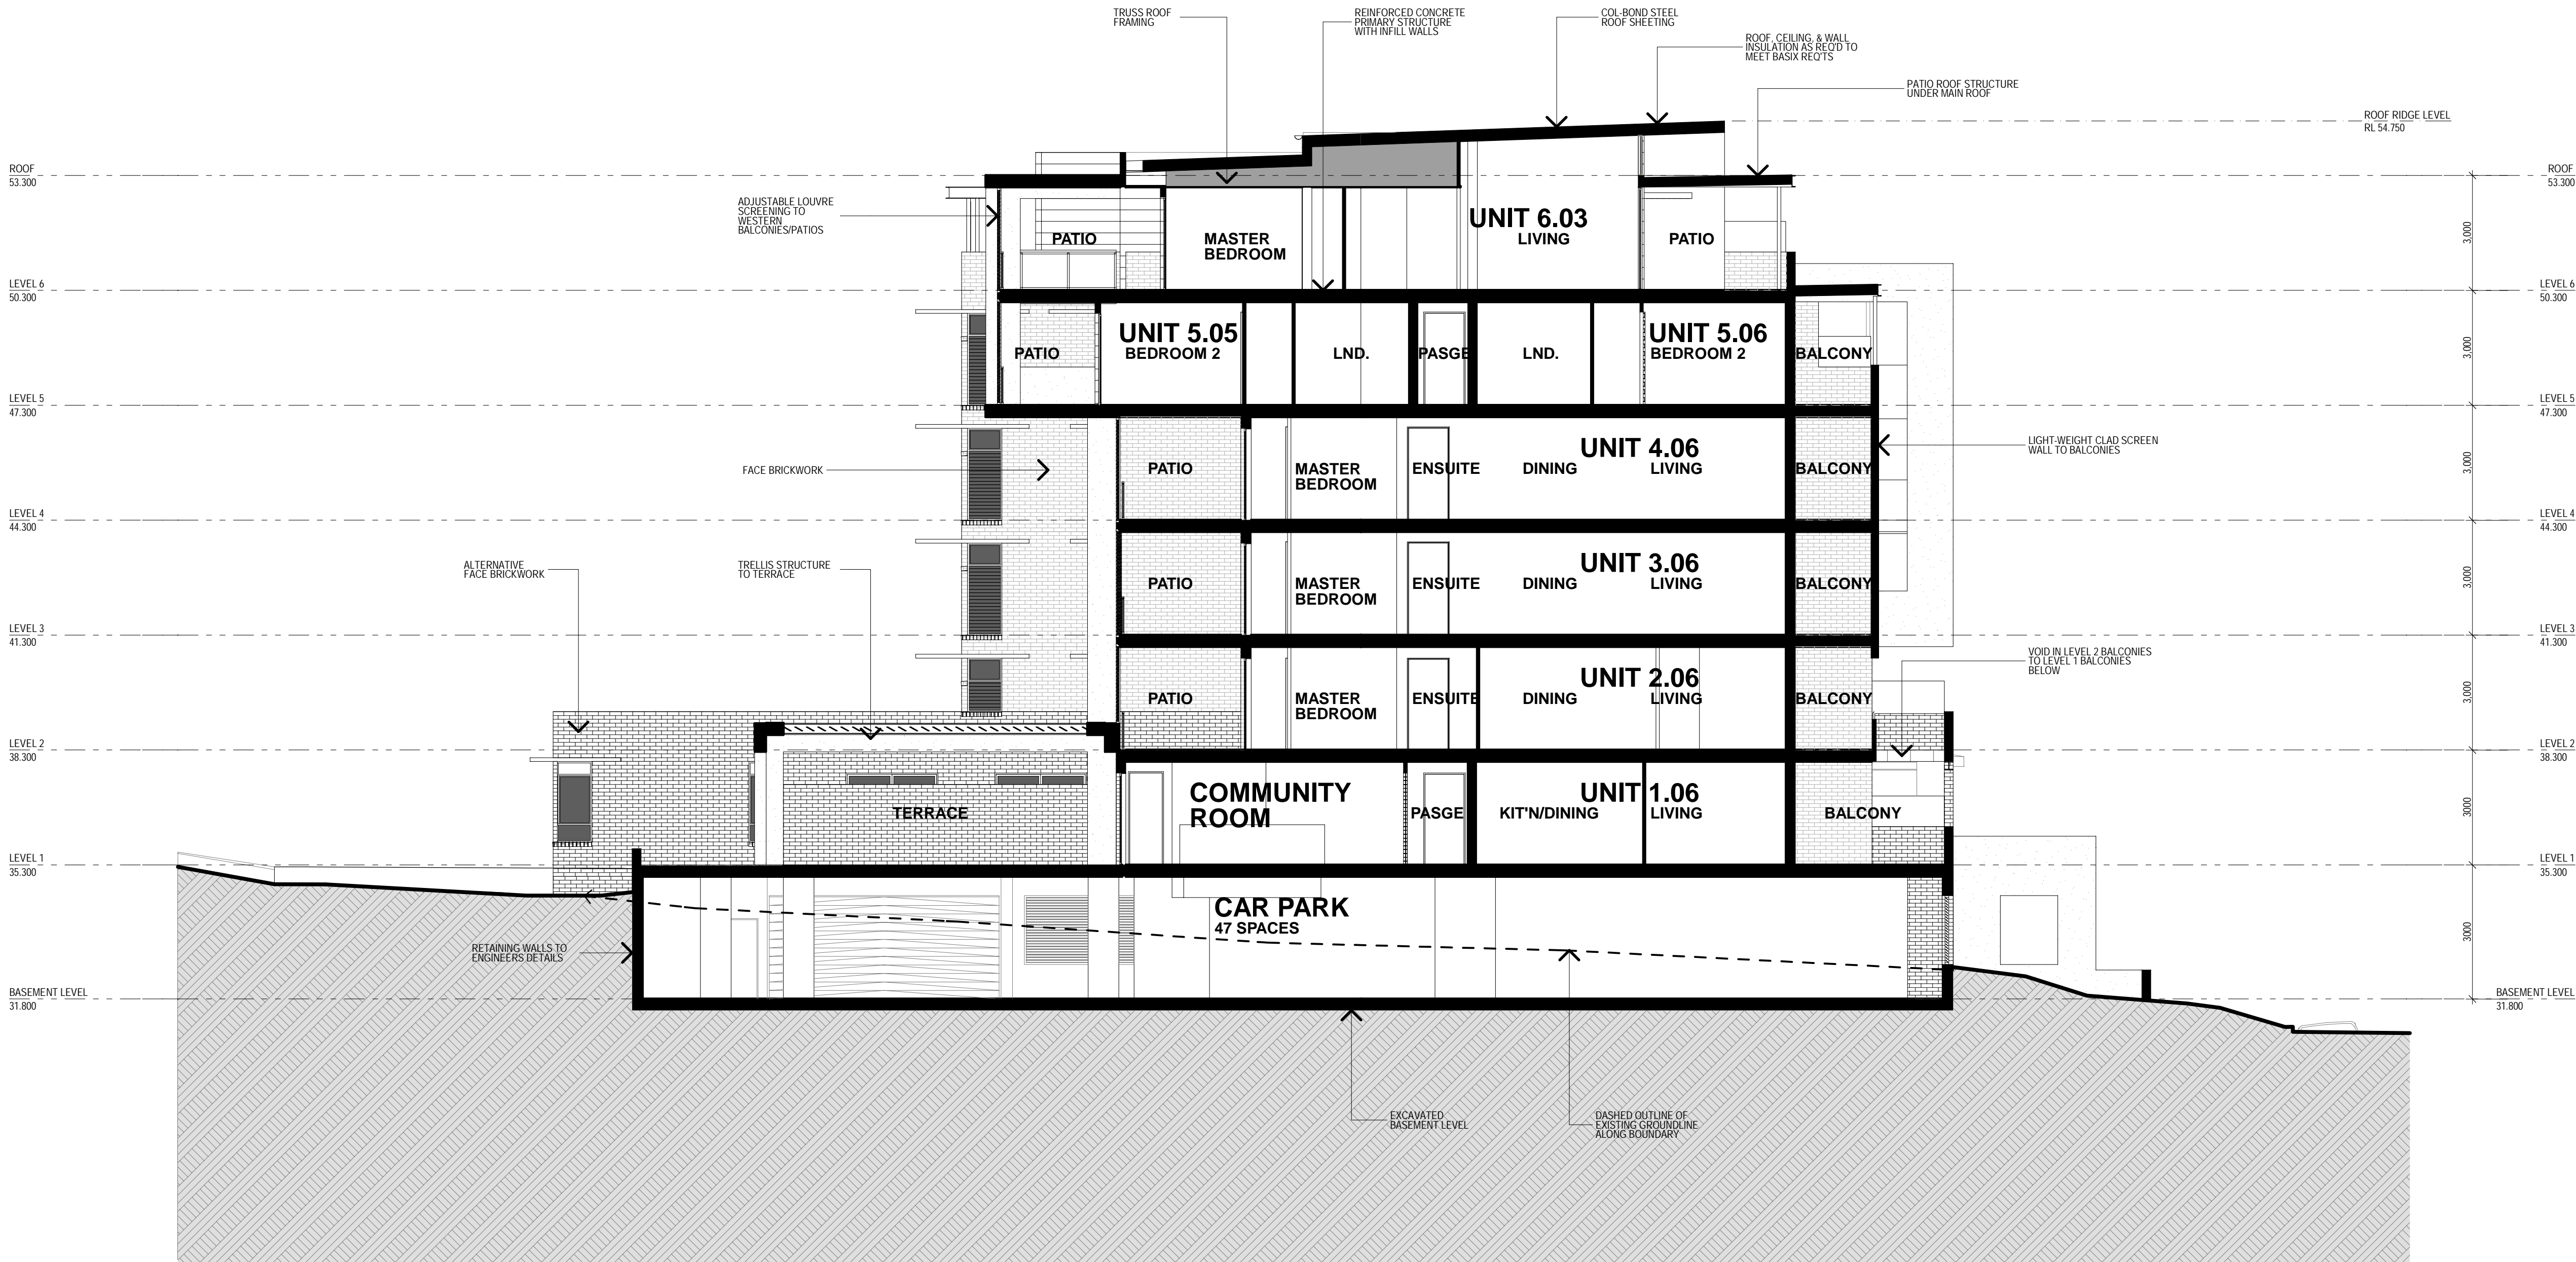 TRUSS ROOF
FRAMING
REINFORCED CONCRETE
PRIMARY STRUCTURE
WITH INFILL WALLS
COL-BOND STEEL
ROOF SHEETING
ROOF, CEILING, & WALL
INSULATION AS REQ'D TO
MEET BASIX REQ'TS
PATIO ROOF STRUCTURE
UNDER MAIN ROOF
ROOF RIDGE LEVEL
RL 54.750
ROOF
53.300
ROOF
53.300
ADJUSTABLE LOUVRE
SCREENING TO
WESTERN
BALCONIES/PATIOS
PATIO
MASTER
BEDROOM
UNIT 6.03
LIVING
PATIO
3.000
LEVEL 6
50.300
LEVEL 6
50.300
PATIO
UNIT 5.05
BEDROOM 2
LND.
PASGE
LND.
UNIT 5.06
BEDROOM 2
BALCONY
3.000
LEVEL 5
47.300
LEVEL 5
47.300
FACE BRICKWORK
PATIO
MASTER
BEDROOM
ENSUITE
DINING
UNIT 4.06
LIVING
BALCONY
LIGHT-WEIGHT CLAD SCREEN
WALL TO BALCONIES
3.000
LEVEL 4
44.300
LEVEL 4
44.300
ALTERNATIVE
FACE BRICKWORK
TRELLIS STRUCTURE
TO TERRACE
PATIO
MASTER
BEDROOM
ENSUITE
DINING
UNIT 3.06
LIVING
BALCONY
3.000
LEVEL 3
41.300
LEVEL 3
41.300
PATIO
MASTER
BEDROOM
ENSUITE
DINING
UNIT 2.06
LIVING
BALCONY
VOID IN LEVEL 2 BALCONIES
TO LEVEL 1 BALCONIES
BELOW
3.000
LEVEL 2
38.300
LEVEL 2
38.300
TERRACE
COMMUNITY
ROOM
PASGE
KIT'N/DINING
UNIT 1.06
LIVING
BALCONY
3000
LEVEL 1
35.300
LEVEL 1
35.300
CAR PARK
47 SPACES
RETAINING WALLS TO
ENGINEERS DETAILS
3000
BASEMENT LEVEL
31.800
BASEMENT LEVEL
31.800
EXCAVATED
BASEMENT LEVEL
DASHED OUTLINE OF
EXISTING GROUNDLINE
ALONG BOUNDARY